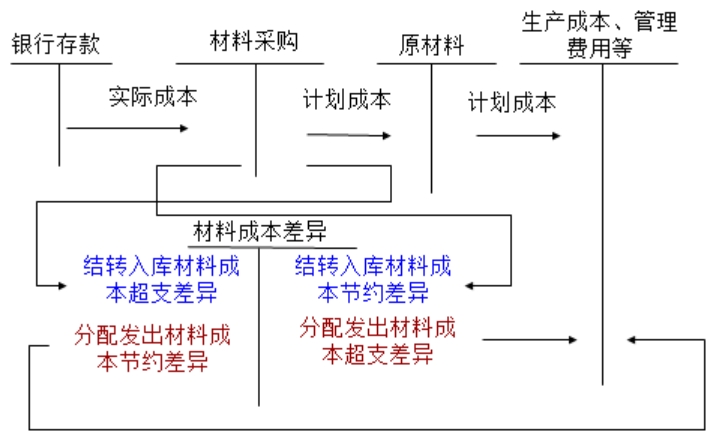 银行存款
材料采购
原材料
生产成本、管理
费用等
实际成本
计划成本
计划成本
材料成本差异
结转入库材料成
本超支差异
结转入库材料成
本节约差异
分配发出材料成
本节约差异
分配发出材料成
本超支差异